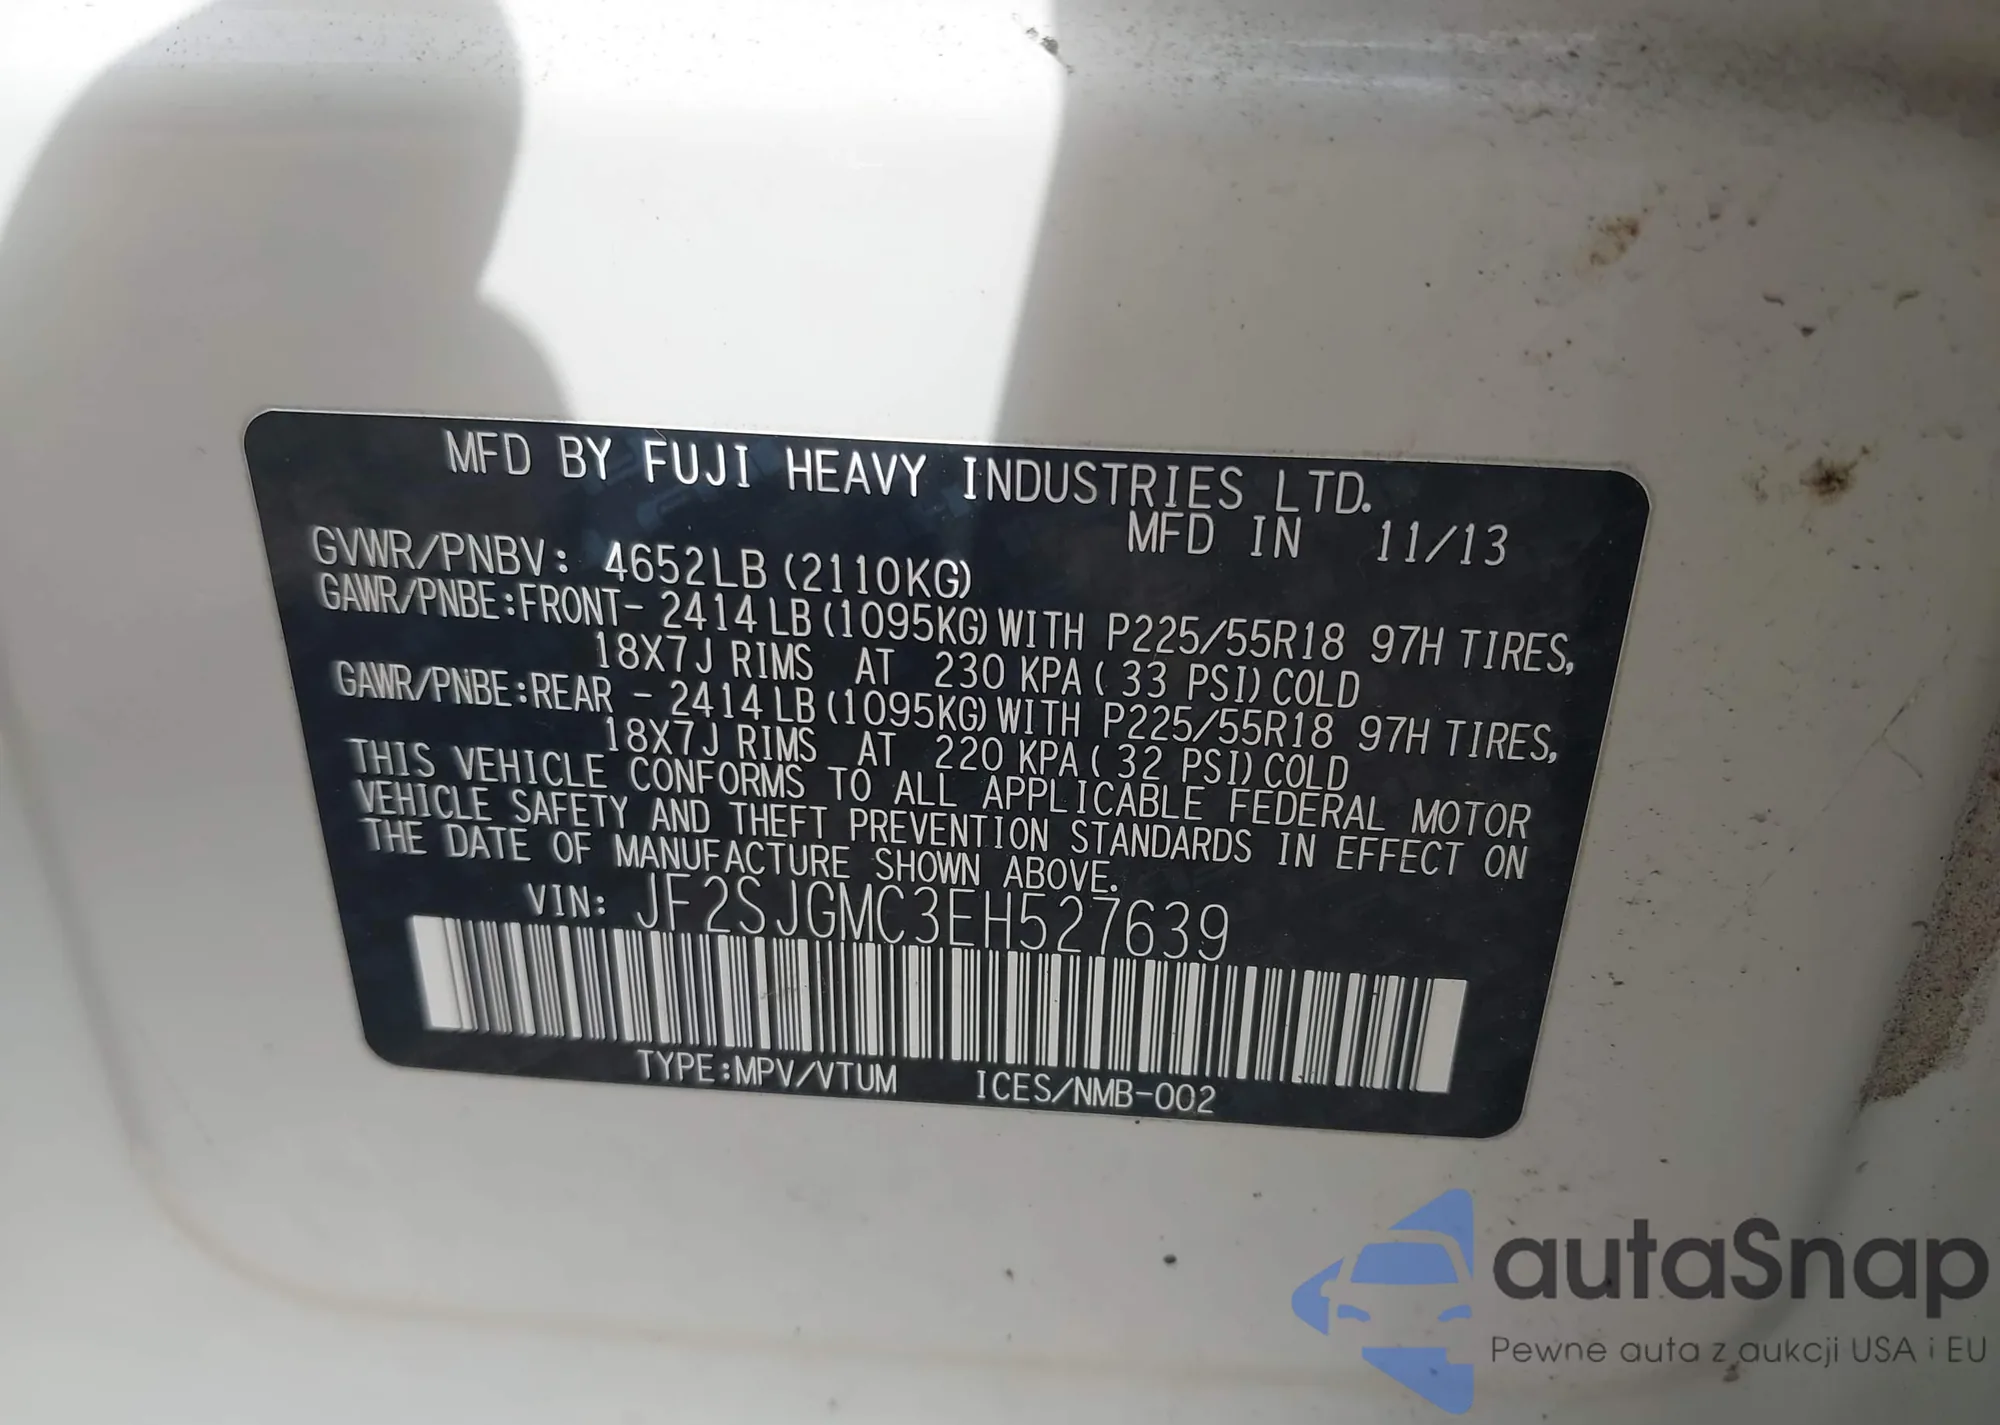 MFD BY FUJI HEAVY INDUSTRIES LTD.
MFD IN 11/13
GVWR/PNBV: 4652LB (2110KG)
GAWR/PNBE:FRONT- 2414LB (1095KG) WITH P225/55R18 97H TIRES,
18X7J RIMS AT 230 KPA ( 33 PSI) COLD
GAWR/PNBE:REAR - 2414LB (1095KG) WITH P225/55R18 97H TIRES,
18X7J RIMS AT 220 KPA ( 32 PSI) COLD
THIS VEHICLE CONFORMS TO ALL APPLICABLE FEDERAL MOTOR
VEHICLE SAFETY AND THEFT PREVENTION STANDARDS IN EFFECT ON
THE DATE OF MANUFACTURE SHOWN ABOVE.
VIN: JF2SJGMC3EH527639
TYPE:MPV/VTUM ICES/NMB-002
autaSnap
Pewne auta z aukcji USA i EU